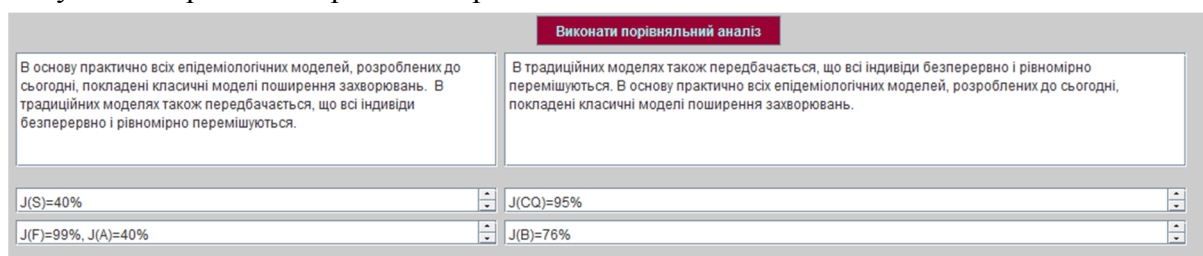 Виконати порівняльний аналіз
В основу практично всіх епідеміологічних моделей, розроблених до
сьогодні, покладені класичні моделі поширення захворювань. В
традиційних моделях також передбачається, що всі індивіди
безперервно і рівномірно перемішуються.
В традиційних моделях також передбачається, що всі індивіди безперервно і рівномірно
перемішуються. В основу практично всіх епідеміологічних моделей, розроблених до сьогодні,
покладені класичні моделі поширення захворювань.
J(S)=40%
J(CQ)=95%
J(F)=99%, J(A)=40%
J(B)=76%